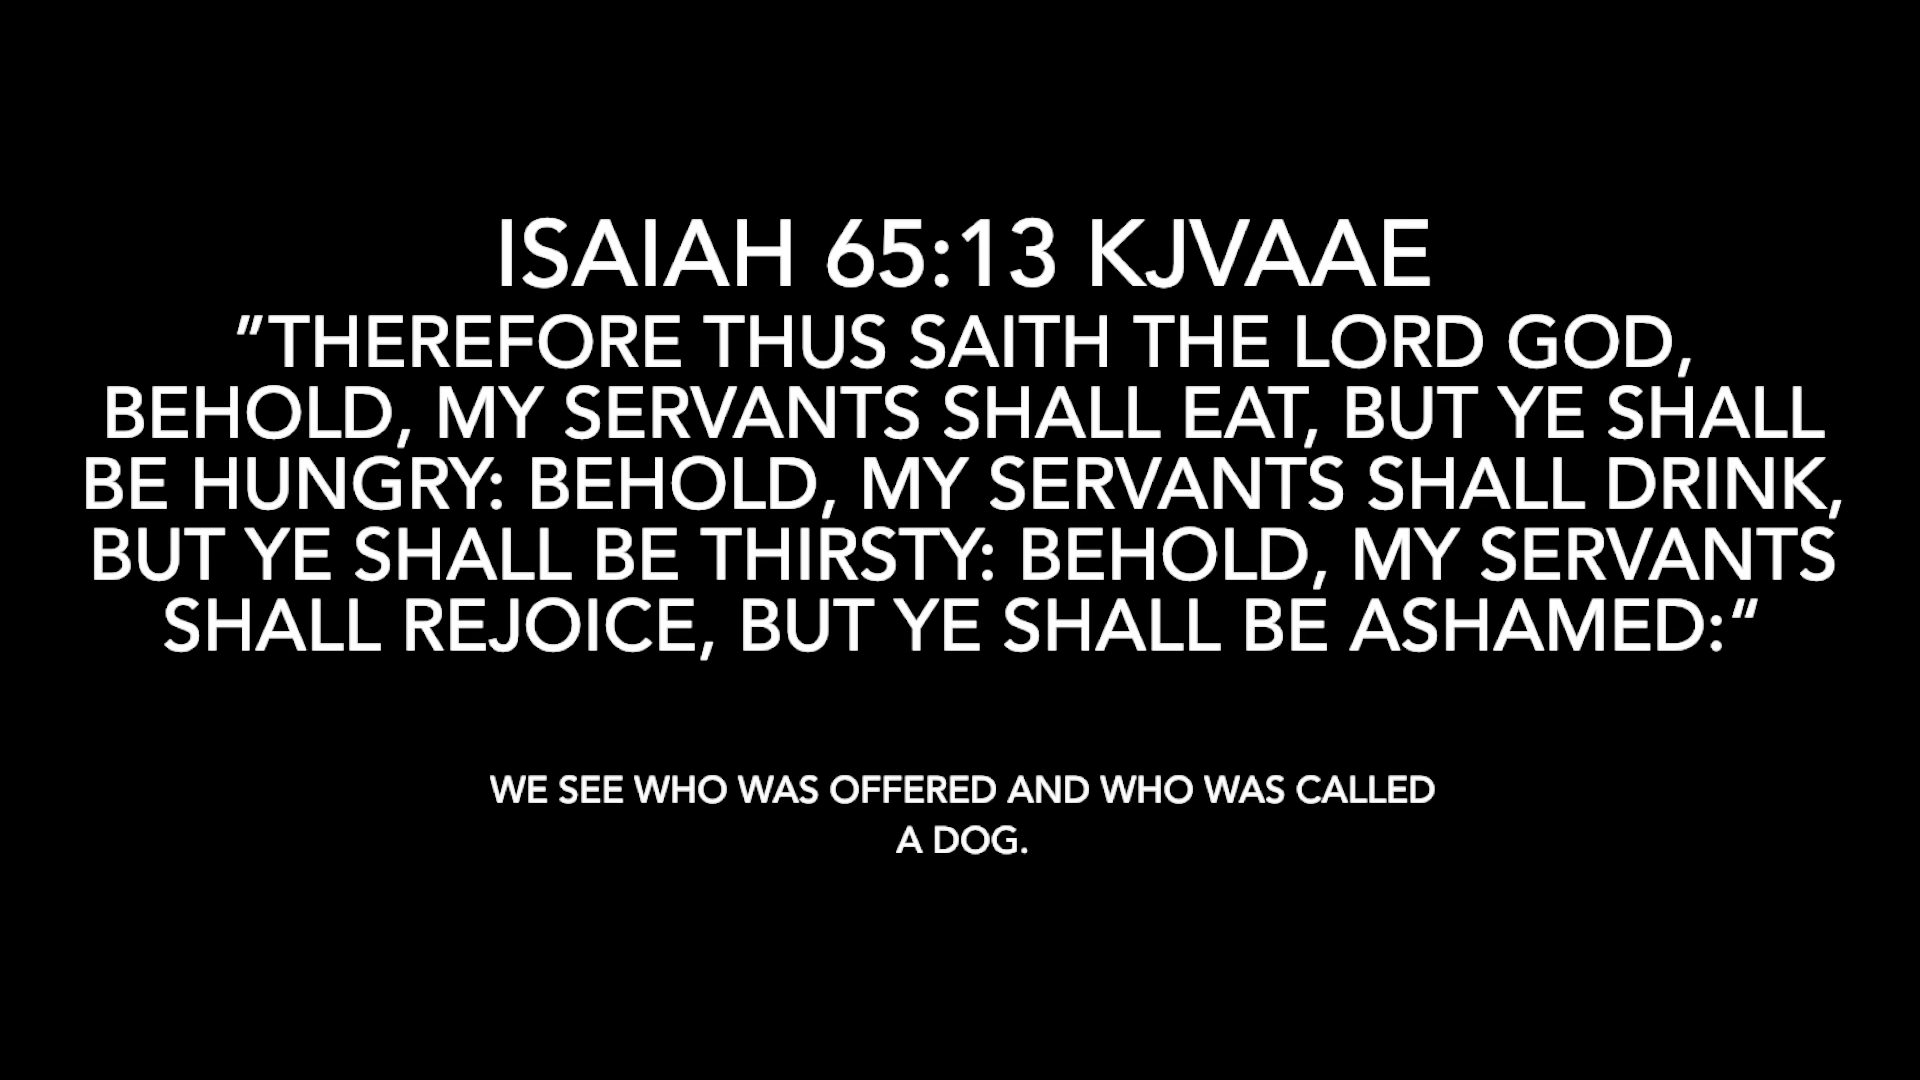 ISAIAH 65:13 KJVAAE
"THEREFORE THUS SAITH THE LORD GOD,
BEHOLD, MY SERVANTS SHALL EAT, BUT YE SHALL
BE HUNGRY: BEHOLD, MY SERVANTS SHALL DRINK,
BUT YE SHALL BE THIRSTY: BEHOLD, MY SERVANTS
SHALL REJOICE, BUT YE SHALL BE ASHAMED:“
WE SEE WHO WAS OFFERED AND WHO WAS CALLED
A DOG.